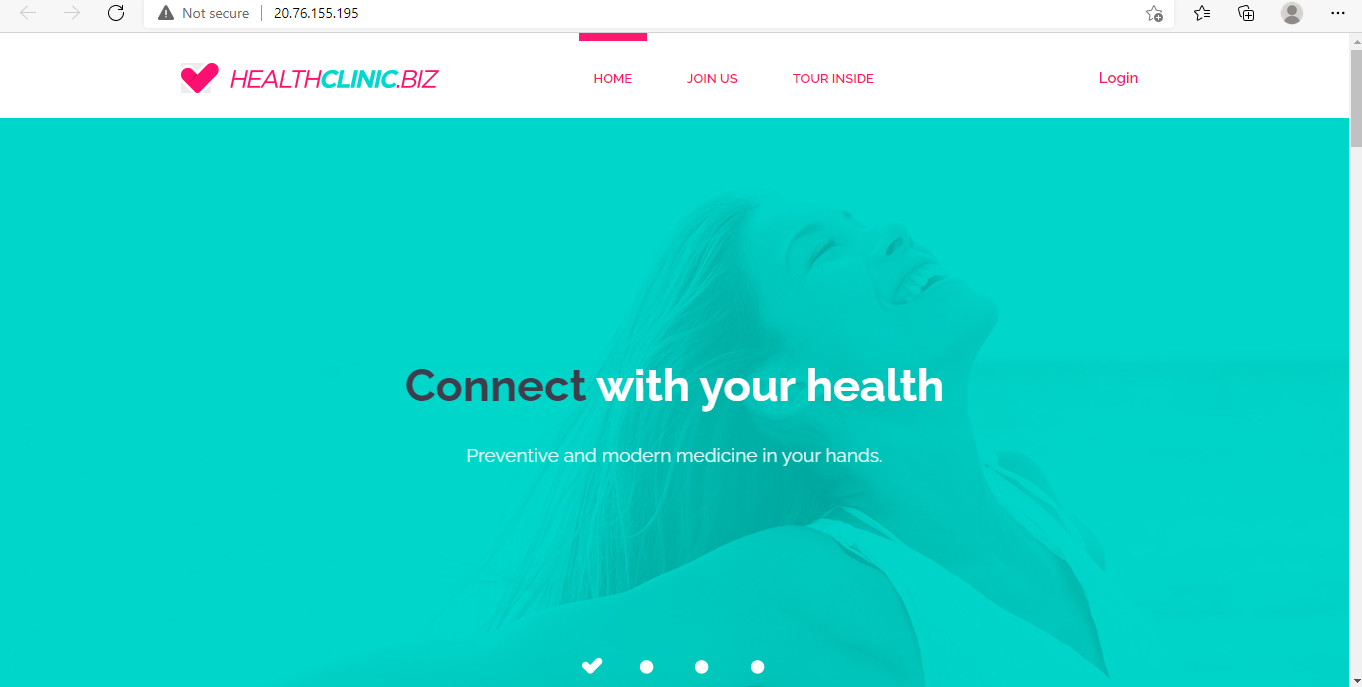 Not secure 20.76.155.195
HEALTHCLINIC.BIZ HOME JOIN US TOUR INSIDE Login
Connect with your health
Preventive and modern medicine in your hands.